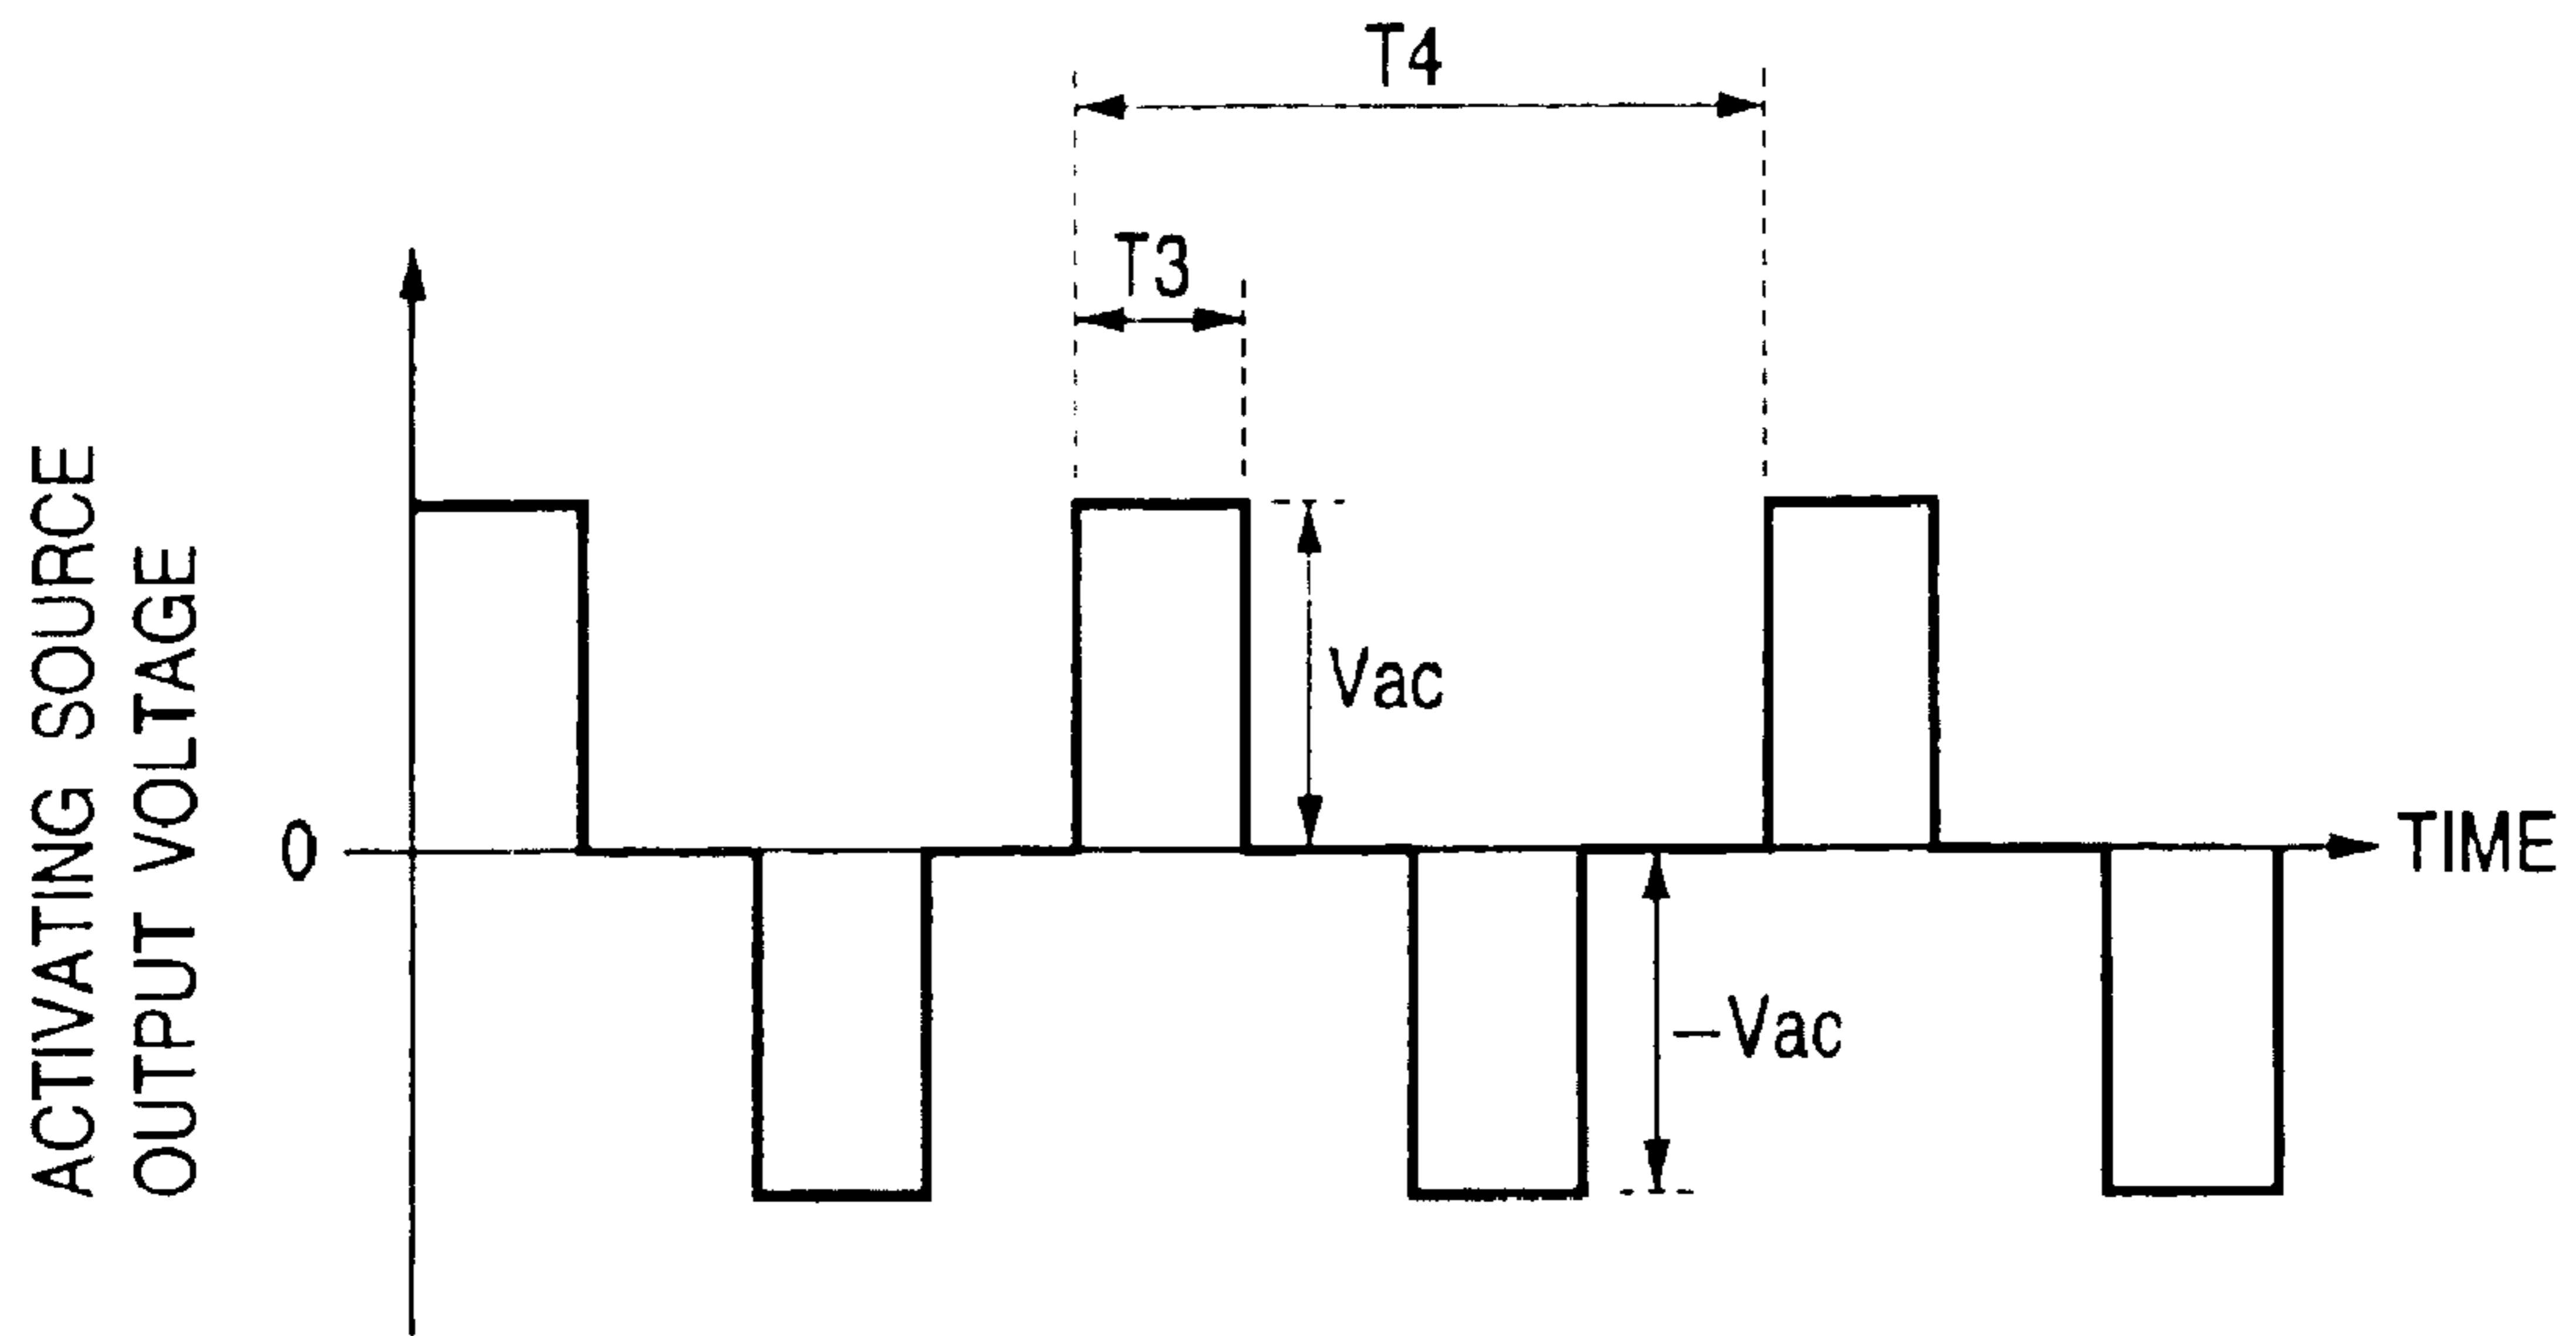 T4
T3
ACTIVATING SOURCE
OUTPUT VOLTAGE
Vac
0
TIME
–Vac